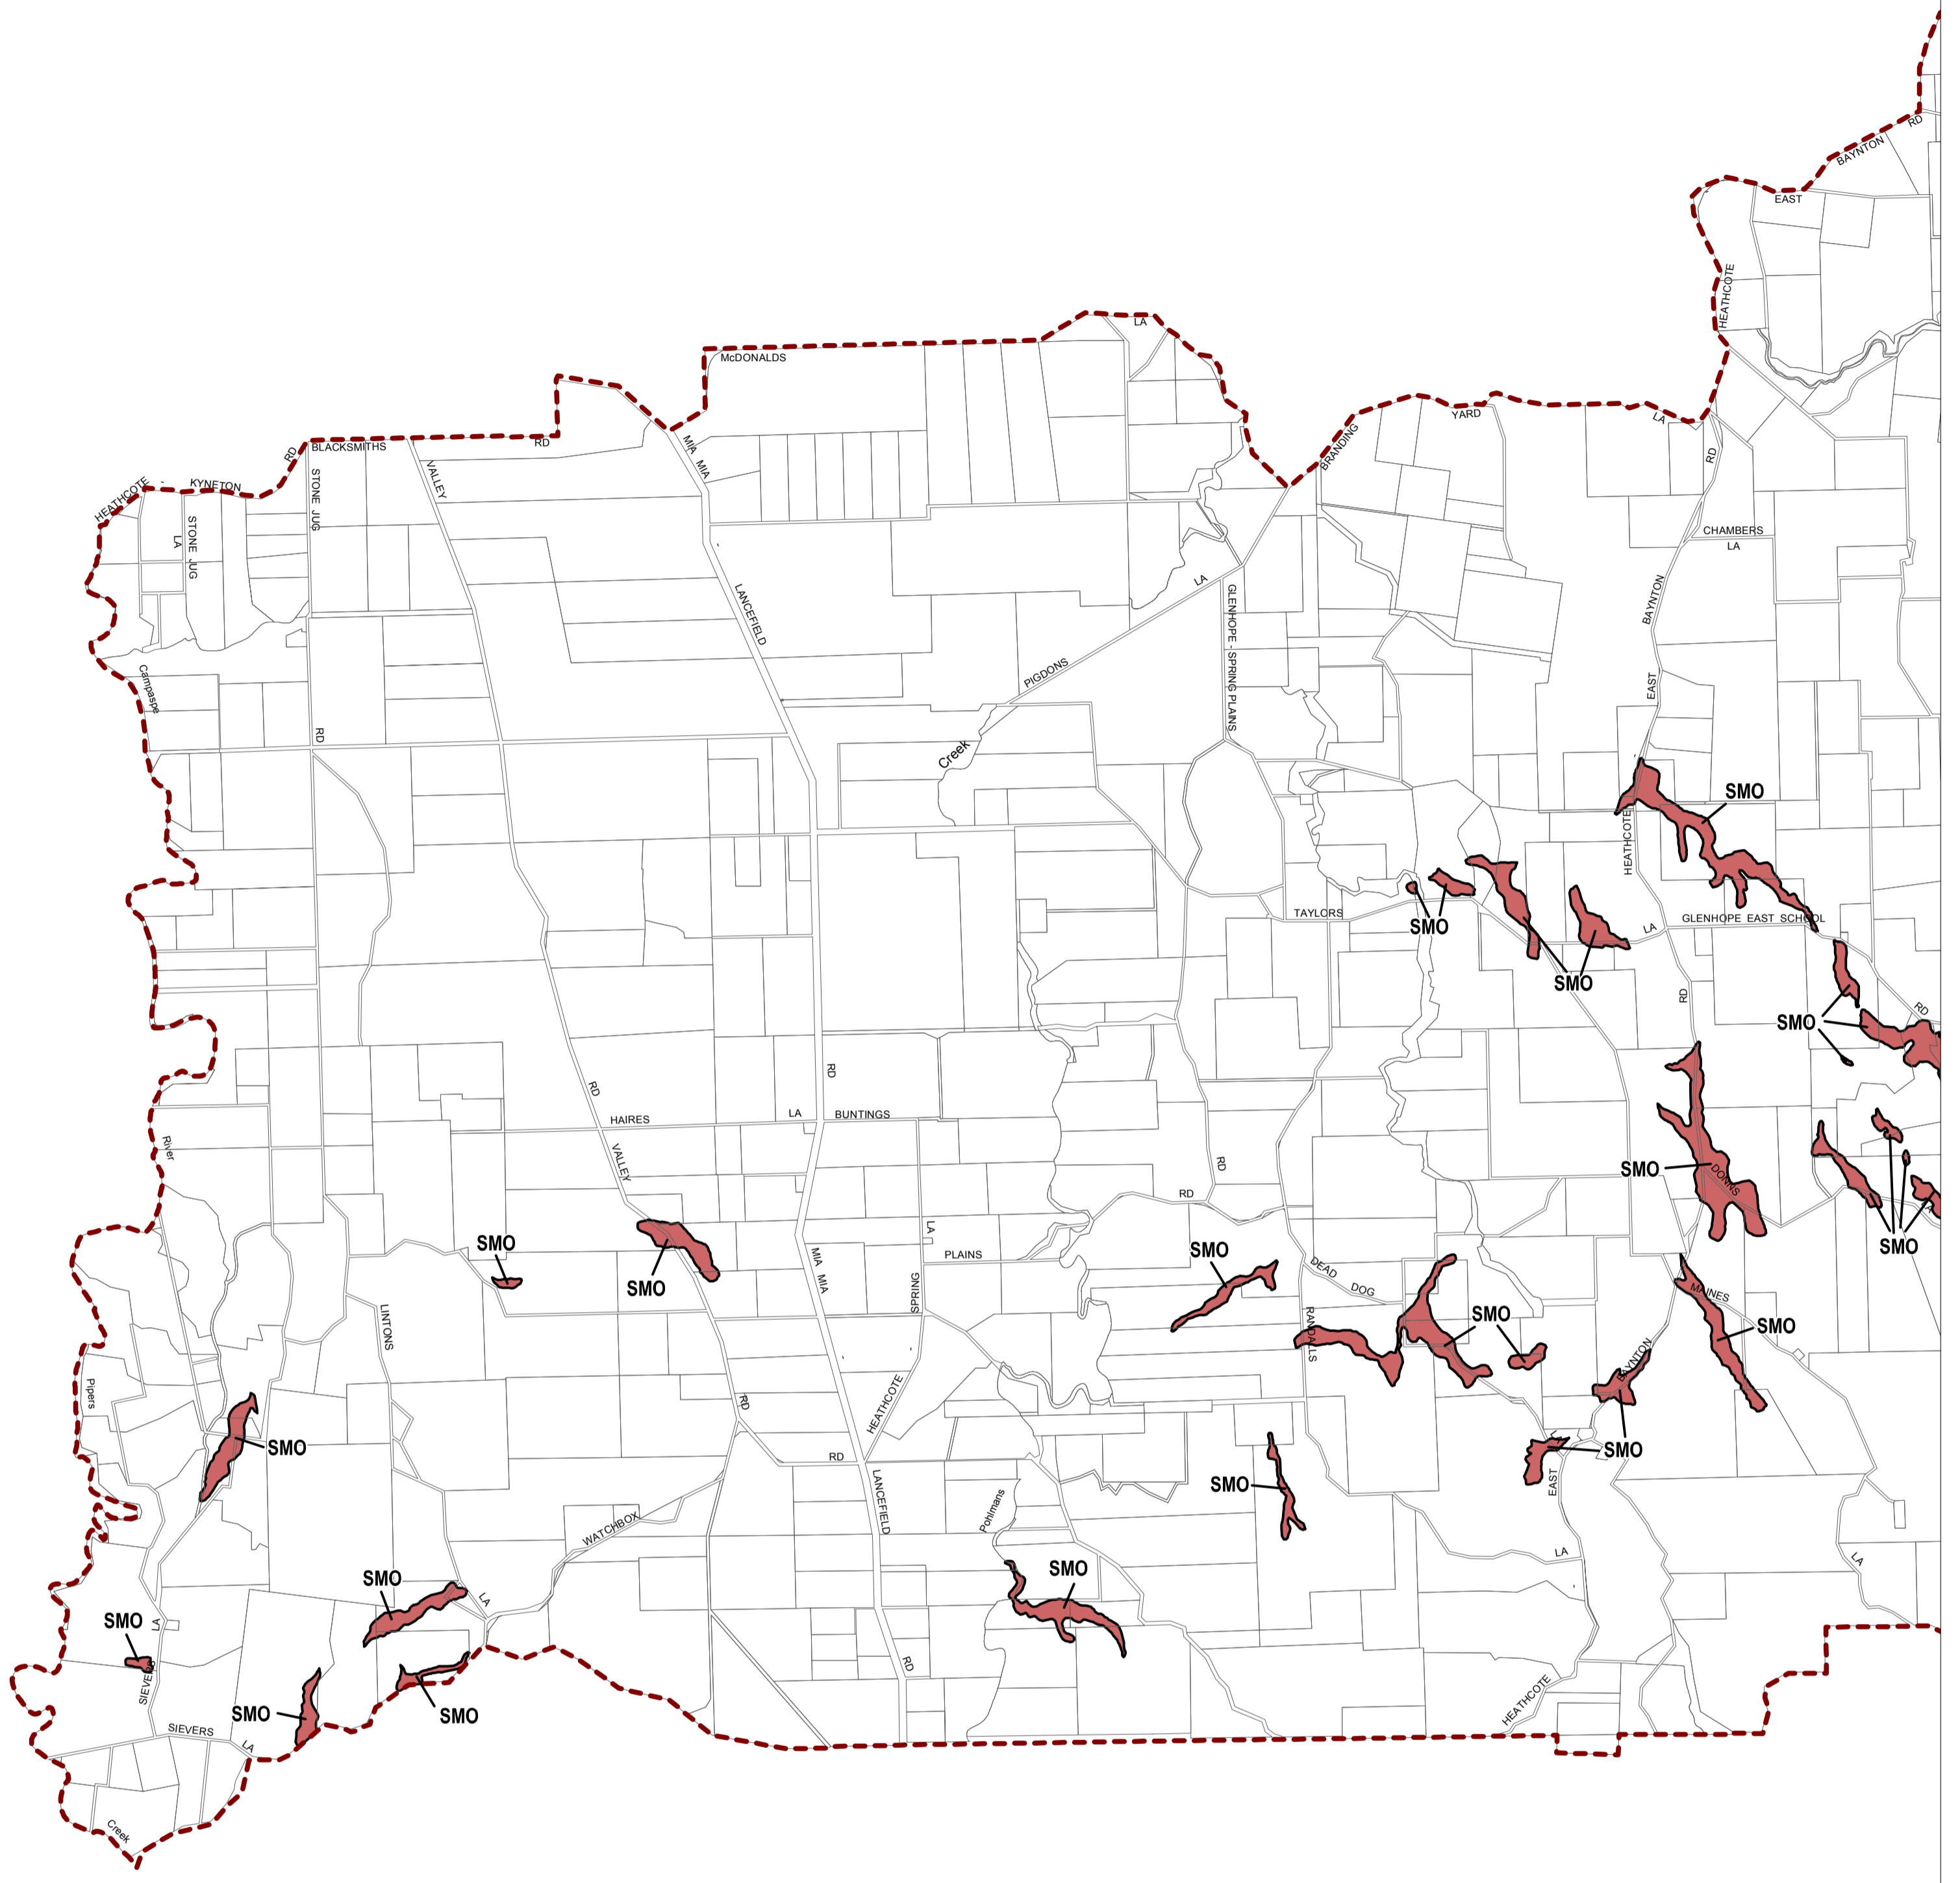 RD
BAYNTON
EAST
HEATHCOTE
LA
McDONALDS
YARD
LA
BRANDING
RD
BLACKSMITHS
RD
MIA MIA
RD
HEATHCOTE - KYNETON
VALLEY
STONE JUG
STONE JUG
LA
CHAMBERS
LA
LA
BAYNTON
LANCEFIELD
GLENHOPE - SPRING PLAINS
PIGDONS
Campaspe
EAST
RD
Creek
SMO
HEATHCOTE
TAYLORS
SMO
GLENHOPE EAST SCHOOL
LA
SMO
RD
RD
SMO
RD
RD
HAIRES
LA
BUNTINGS
River
VALLEY
RD
SMO
DONNS
RD
LA
LA
SMO
SMO
SMO
PLAINS
SMO
MIA MIA
DEAD
DOG
SMO
SPRING
MAINES
LINTONS
RANDALLS
SMO
SMO
BAYNTON
Pipers
RD
HEATHCOTE
SMO
RD
SMO
LANCEFIELD
SMO
EAST
Pohlmans
WATCHBOX
LA
LA
SMO
SMO
LA
SMO
LA
RD
SIEVERS
SMO
SMO
HEATHCOTE
SIEVERS
LA
Creek